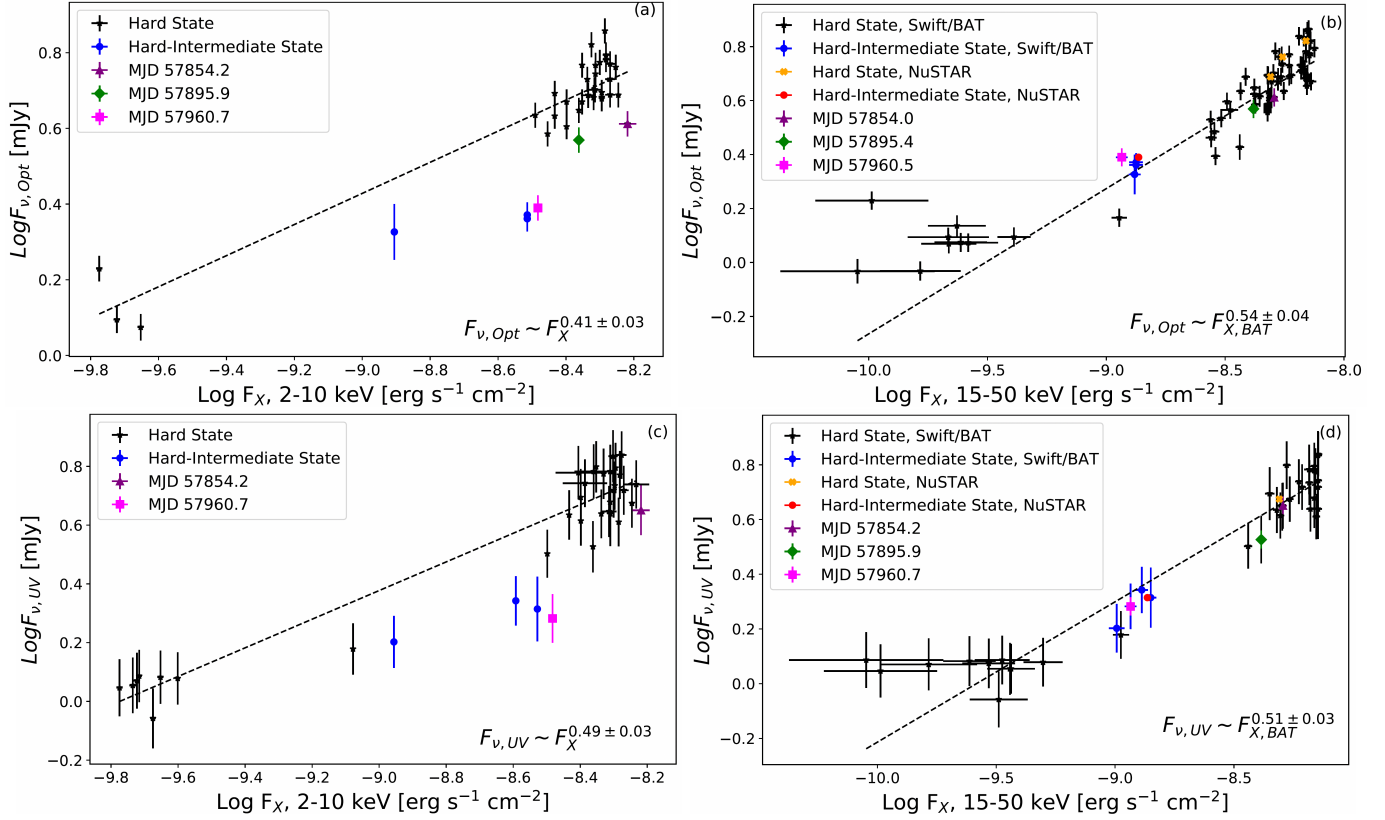 (a)
Hard State
Hard-Intermediate State
MJD 57854.2
MJD 57895.9
MJD 57960.7
LogF_{ν,Opt} [mJy]
0.8
0.6
0.4
0.2
0.0
F_{ν,Opt} ~ F_X^{0.41 ± 0.03}
−9.8 −9.6 −9.4 −9.2 −9.0 −8.8 −8.6 −8.4 −8.2
Log F_X, 2-10 keV [erg s^{−1} cm^{−2}]
(b)
Hard State, Swift/BAT
Hard-Intermediate State, Swift/BAT
Hard State, NuSTAR
Hard-Intermediate State, NuSTAR
MJD 57854.0
MJD 57895.4
MJD 57960.5
LogF_{ν,Opt} [mJy]
0.8
0.6
0.4
0.2
0.0
−0.2
F_{ν,Opt} ~ F_{X,BAT}^{0.54 ± 0.04}
−10.0 −9.5 −9.0 −8.5 −8.0
Log F_X, 15-50 keV [erg s^{−1} cm^{−2}]
(c)
Hard State
Hard-Intermediate State
MJD 57854.2
MJD 57960.7
LogF_{ν,UV} [mJy]
0.8
0.6
0.4
0.2
0.0
−0.2
F_{ν,UV} ~ F_X^{0.49 ± 0.03}
−9.8 −9.6 −9.4 −9.2 −9.0 −8.8 −8.6 −8.4 −8.2
Log F_X, 2-10 keV [erg s^{−1} cm^{−2}]
(d)
Hard State, Swift/BAT
Hard-Intermediate State, Swift/BAT
Hard State, NuSTAR
Hard-Intermediate State, NuSTAR
MJD 57854.2
MJD 57895.9
MJD 57960.7
LogF_{ν,UV} [mJy]
0.8
0.6
0.4
0.2
0.0
−0.2
F_{ν,UV} ~ F_{X,BAT}^{0.51 ± 0.03}
−10.0 −9.5 −9.0 −8.5
Log F_X, 15-50 keV [erg s^{−1} cm^{−2}]